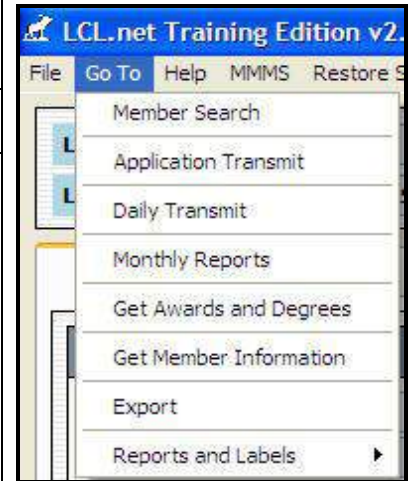 LCL.net Training Edition v2.
File Go To Help MMMS Restore S
Member Search
Application Transmit
Daily Transmit
Monthly Reports
Get Awards and Degrees
Get Member Information
Export
Reports and Labels